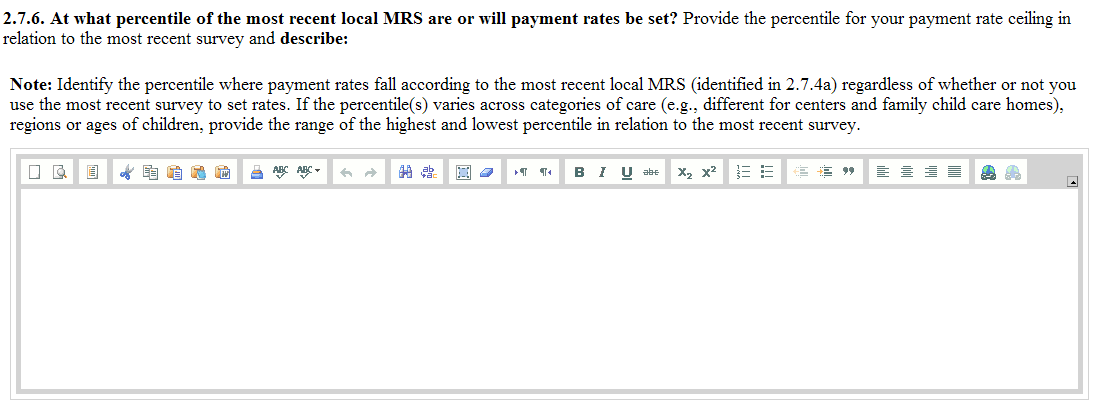 2.7.6. At what percentile of the most recent local MRS are or will payment rates be set? Provide the percentile for your payment rate ceiling in
relation to the most recent survey and describe:
Note: Identify the percentile where payment rates fall according to the most recent local MRS (identified in 2.7.4a) regardless of whether or not you
use the most recent survey to set rates. If the percentile(s) varies across categories of care (e.g., different for centers and family child care homes),
regions or ages of children, provide the range of the highest and lowest percentile in relation to the most recent survey.
ABC ABC ab B I U abc X₂ X²